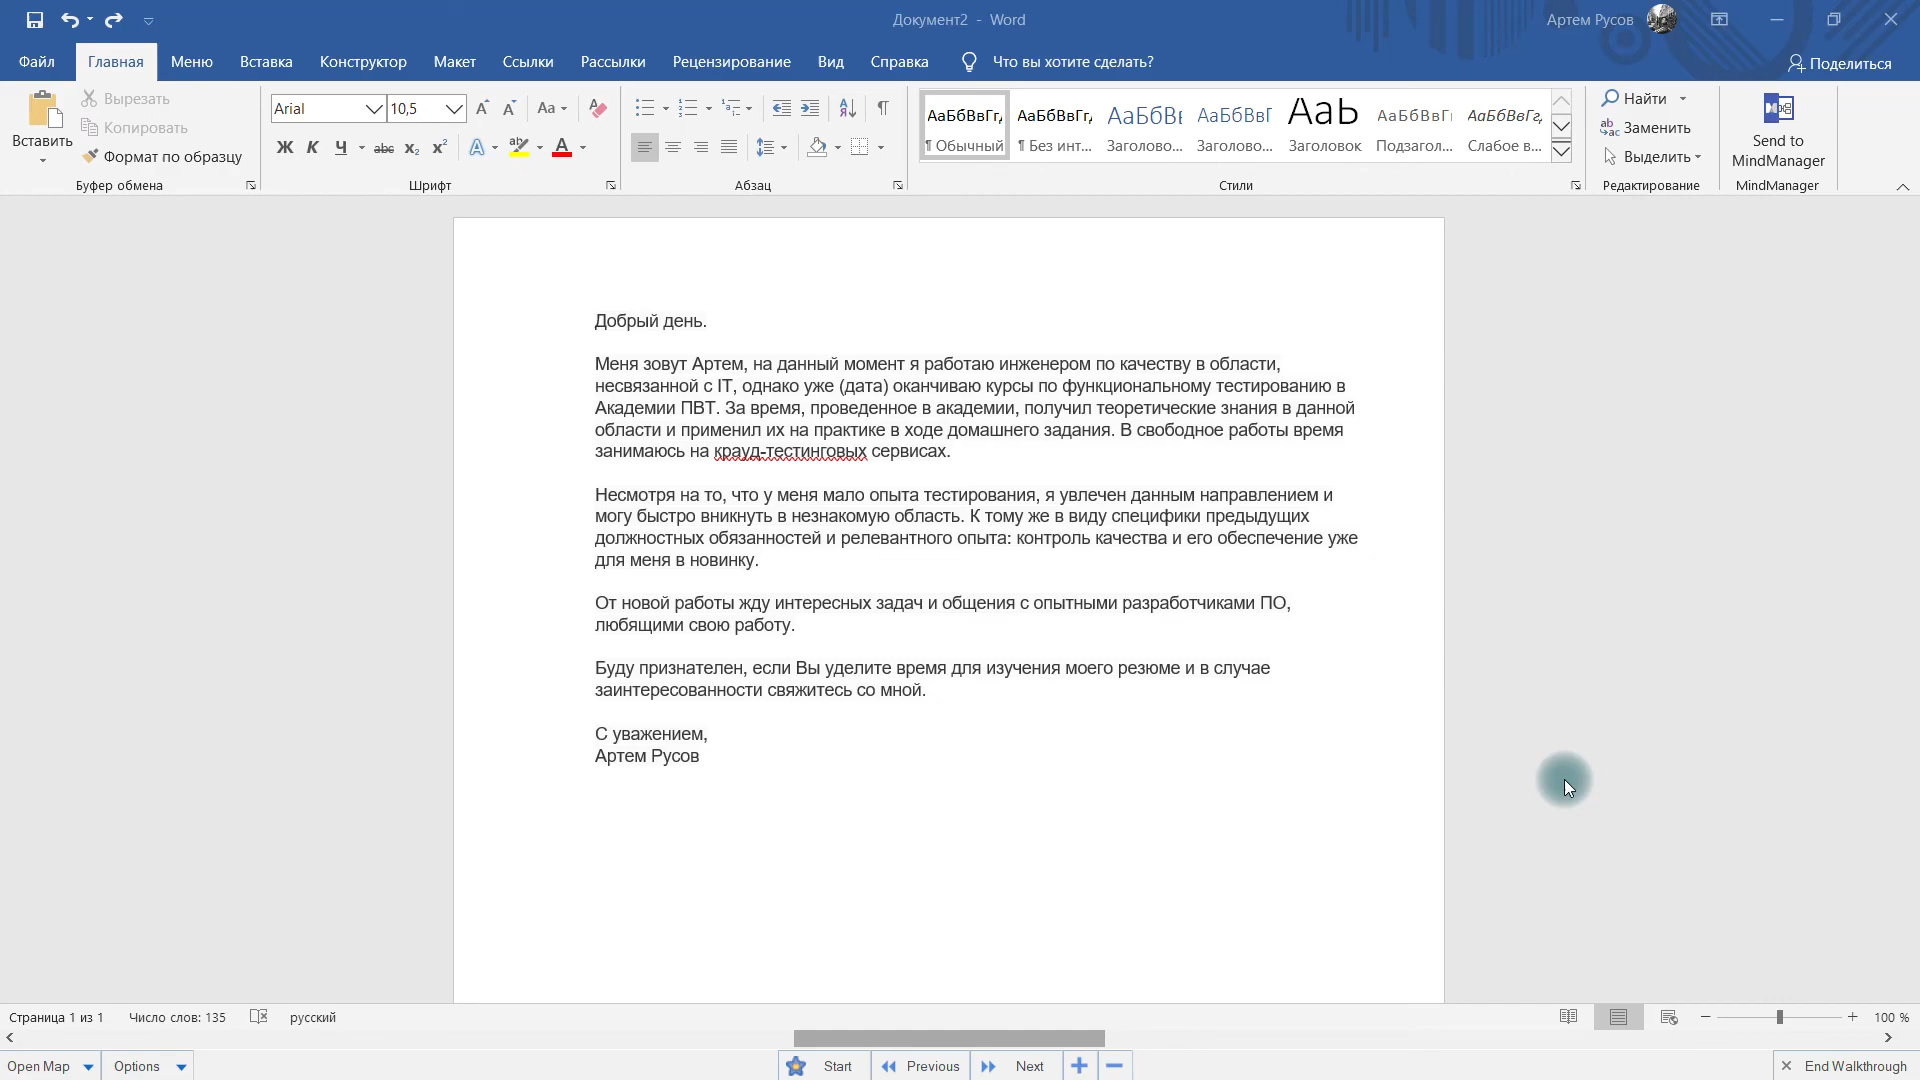 Документ2 - Word
Артем Русов
Файл Главная Меню Вставка Конструктор Макет Ссылки Рассылки Рецензирование Вид Справка Что вы хотите сделать? Поделиться
Вставить
Вырезать
Копировать
Формат по образцу
Буфер обмена
Arial 10,5 Аа
Ж К Ч abc x₂ x²
Шрифт
Абзац
АаБбВвГг, АаБбВвГг, АаБбВв АаБбВвГ АаЬ АаБбВвГ АаБбВвГг,
¶ Обычный ¶ Без инт... Заголово... Заголово... Заголовок Подзагол... Слабое в...
Стили
Найти
Заменить
Выделить
Редактирование
Send to
MindManager
MindManager
Добрый день.
Меня зовут Артем, на данный момент я работаю инженером по качеству в области,
несвязанной с IT, однако уже (дата) оканчиваю курсы по функциональному тестированию в
Академии ПВТ. За время, проведенное в академии, получил теоретические знания в данной
области и применил их на практике в ходе домашнего задания. В свободное работы время
занимаюсь на крауд-тестинговых сервисах.
Несмотря на то, что у меня мало опыта тестирования, я увлечен данным направлением и
могу быстро вникнуть в незнакомую область. К тому же в виду специфики предыдущих
должностных обязанностей и релевантного опыта: контроль качества и его обеспечение уже
для меня в новинку.
От новой работы жду интересных задач и общения с опытными разработчиками ПО,
любящими свою работу.
Буду признателен, если Вы уделите время для изучения моего резюме и в случае
заинтересованности свяжитесь со мной.
С уважением,
Артем Русов
Страница 1 из 1 Число слов: 135 русский 100 %
Open Map Options Start Previous Next End Walkthrough